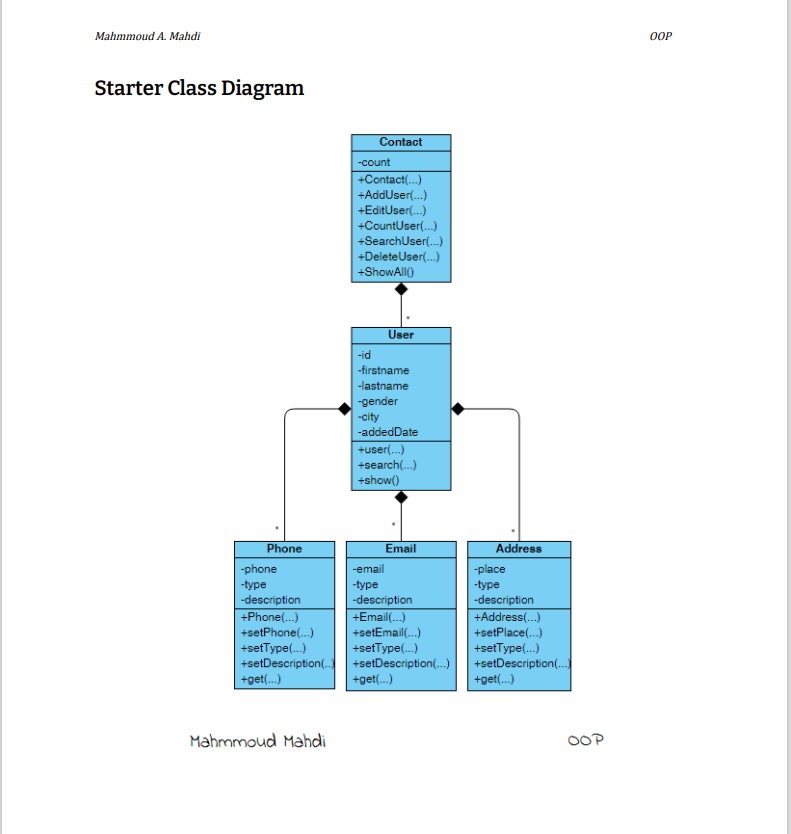 Mahmmoud A. Mahdi OOP
Starter Class Diagram
Contact
-count
+Contact(...)
+AddUser(...)
+EditUser(...)
+CountUser(...)
+SearchUser(...)
+DeleteUser(...)
+ShowAll()
*
User
-id
-firstname
-lastname
-gender
-city
-addedDate
+user(...)
+search(...)
+show()
* * *
Phone
-phone
-type
-description
+Phone(...)
+setPhone(...)
+setType(...)
+setDescription(..)
+get(...)
Email
-email
-type
-description
+Email(...)
+setEmail(...)
+setType(...)
+setDescription(...)
+get(...)
Address
-place
-type
-description
+Address(...)
+setPlace(...)
+setType(...)
+setDescription(...)
+get(...)
Mahmmoud Mahdi OOP